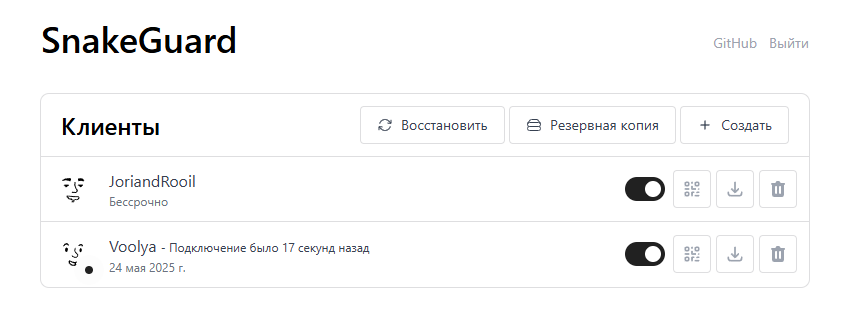 SnakeGuard
GitHub Выйти
Клиенты
Восстановить
Резервная копия
Создать
JoriandRooil
Бессрочно
Voolya - Подключение было 17 секунд назад
24 мая 2025 г.